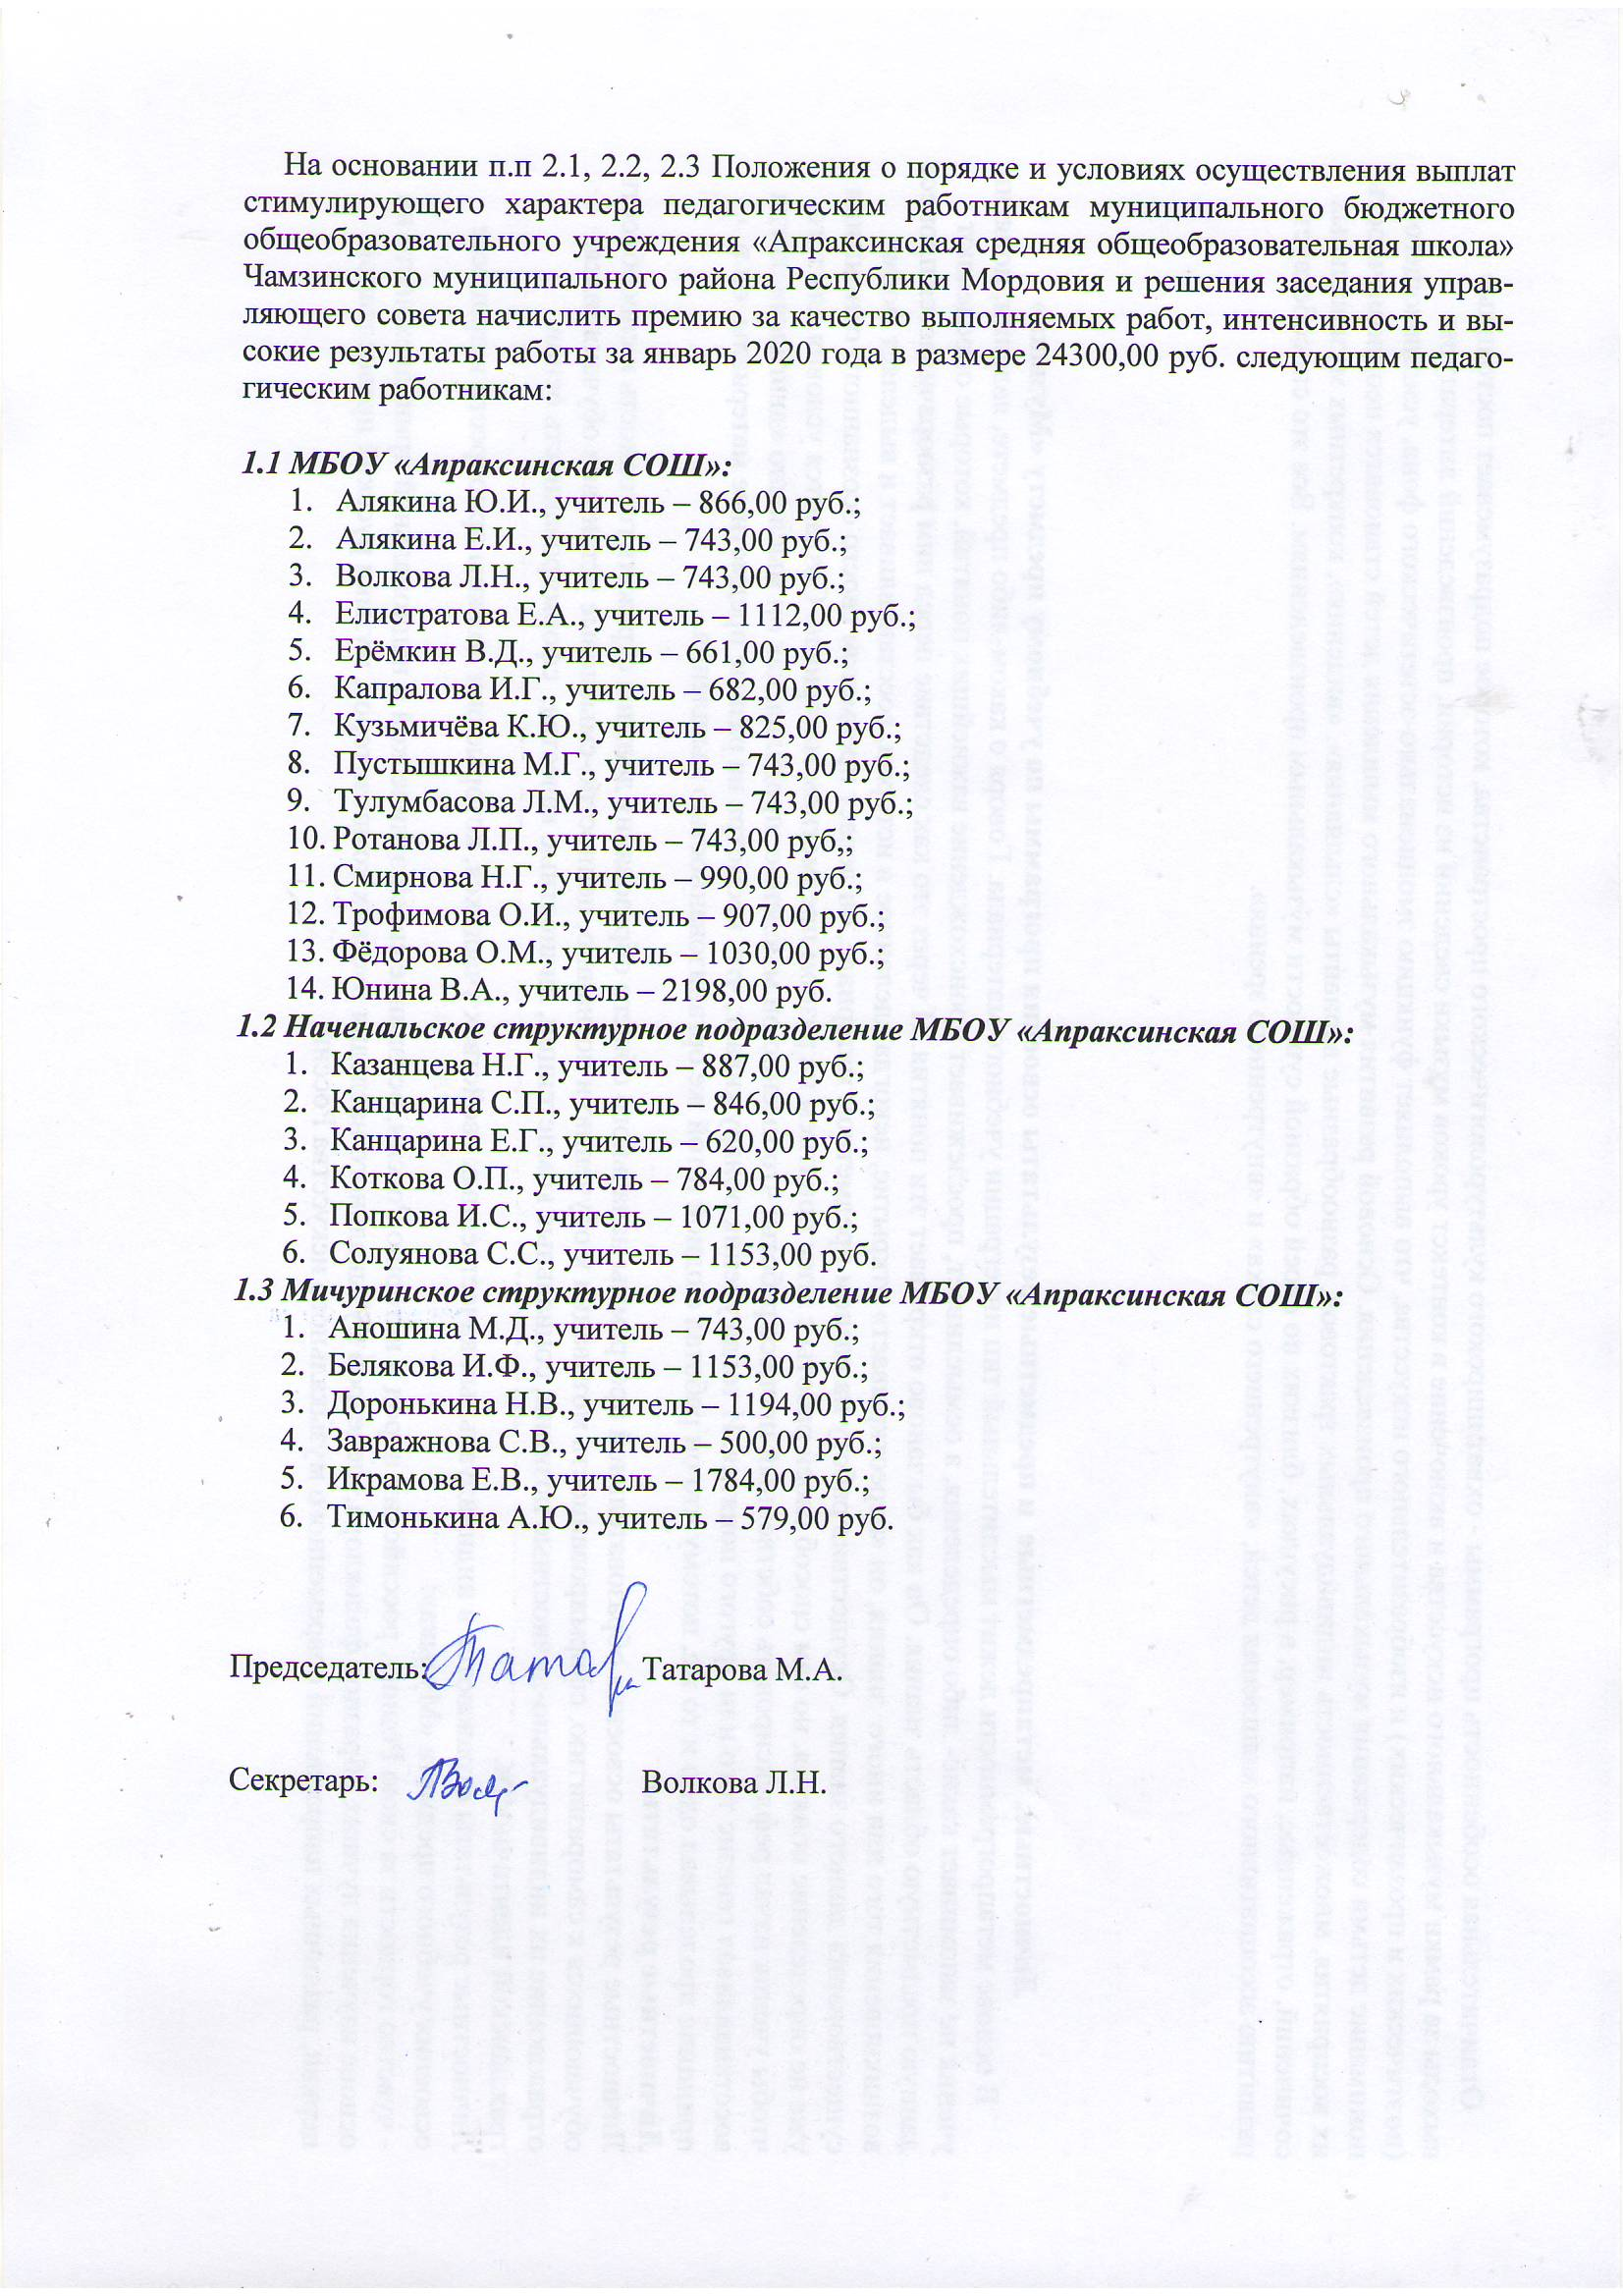 На основании п.п 2.1, 2.2, 2.3 Положения о порядке и условиях осуществления выплат
стимулирующего характера педагогическим работникам муниципального бюджетного
общеобразовательного учреждения «Апраксинская средняя общеобразовательная школа»
Чамзинского муниципального района Республики Мордовия и решения заседания управ-
ляющего совета начислить премию за качество выполняемых работ, интенсивность и вы-
сокие результаты работы за январь 2020 года в размере 24300,00 руб. следующим педаго-
гическим работникам:
1.1 МБОУ «Апраксинская СОШ»:
1. Алякина Ю.И., учитель – 866,00 руб.;
2. Алякина Е.И., учитель – 743,00 руб.;
3. Волкова Л.Н., учитель – 743,00 руб.;
4. Елистратова Е.А., учитель – 1112,00 руб.;
5. Ерёмкин В.Д., учитель – 661,00 руб.;
6. Капралова И.Г., учитель – 682,00 руб.;
7. Кузьмичёва К.Ю., учитель – 825,00 руб.;
8. Пустышкина М.Г., учитель – 743,00 руб.;
9. Тулумбасова Л.М., учитель – 743,00 руб.;
10. Ротанова Л.П., учитель – 743,00 руб,;
11. Смирнова Н.Г., учитель – 990,00 руб.;
12. Трофимова О.И., учитель – 907,00 руб.;
13. Фёдорова О.М., учитель – 1030,00 руб.;
14. Юнина В.А., учитель – 2198,00 руб.
1.2 Наченальское структурное подразделение МБОУ «Апраксинская СОШ»:
1. Казанцева Н.Г., учитель – 887,00 руб.;
2. Канцарина С.П., учитель – 846,00 руб.;
3. Канцарина Е.Г., учитель – 620,00 руб.;
4. Коткова О.П., учитель – 784,00 руб.;
5. Попкова И.С., учитель – 1071,00 руб.;
6. Солуянова С.С., учитель – 1153,00 руб.
1.3 Мичуринское структурное подразделение МБОУ «Апраксинская СОШ»:
1. Аношина М.Д., учитель – 743,00 руб.;
2. Белякова И.Ф., учитель – 1153,00 руб.;
3. Доронькина Н.В., учитель – 1194,00 руб.;
4. Завражнова С.В., учитель – 500,00 руб.;
5. Икрамова Е.В., учитель – 1784,00 руб.;
6. Тимонькина А.Ю., учитель – 579,00 руб.
Председатель: Татарова М.А.
Секретарь: Волкова Л.Н.